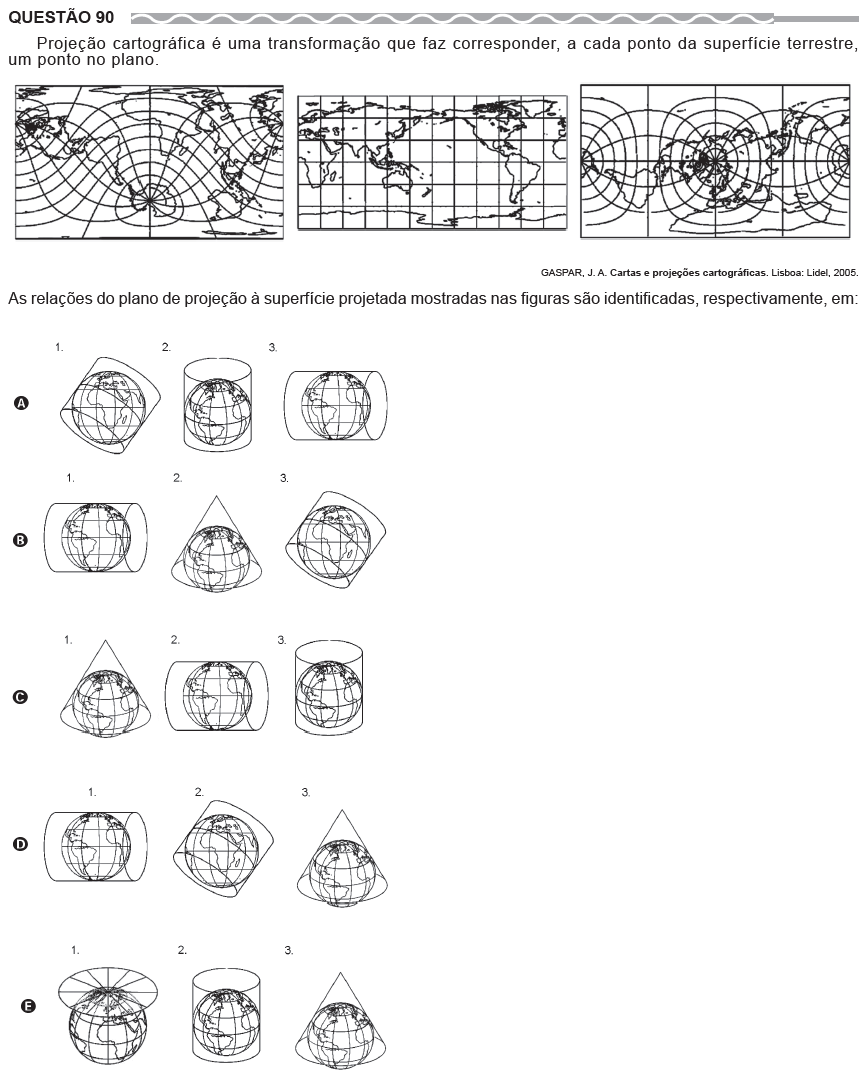 QUESTÃO 90
Projeção cartográfica é uma transformação que faz corresponder, a cada ponto da superfície terrestre,
um ponto no plano.
GASPAR, J. A. Cartas e projeções cartográficas. Lisboa: Lidel, 2005.
As relações do plano de projeção à superfície projetada mostradas nas figuras são identificadas, respectivamente, em:
1. 2. 3.
A
1. 2. 3.
B
1. 2. 3.
C
1. 2. 3.
D
1. 2. 3.
E